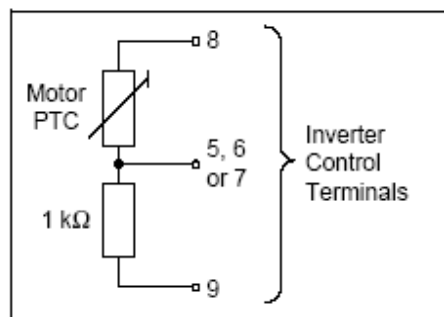 8
Motor
PTC
5, 6
or 7
Inverter
Control
Terminals
1 kΩ
9